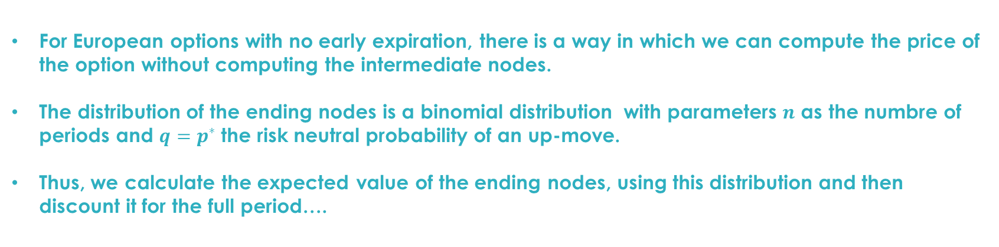 • For European options with no early expiration, there is a way in which we can compute the price of
the option without computing the intermediate nodes.
• The distribution of the ending nodes is a binomial distribution with parameters n as the numbre of
periods and q = p* the risk neutral probability of an up-move.
• Thus, we calculate the expected value of the ending nodes, using this distribution and then
discount it for the full period....